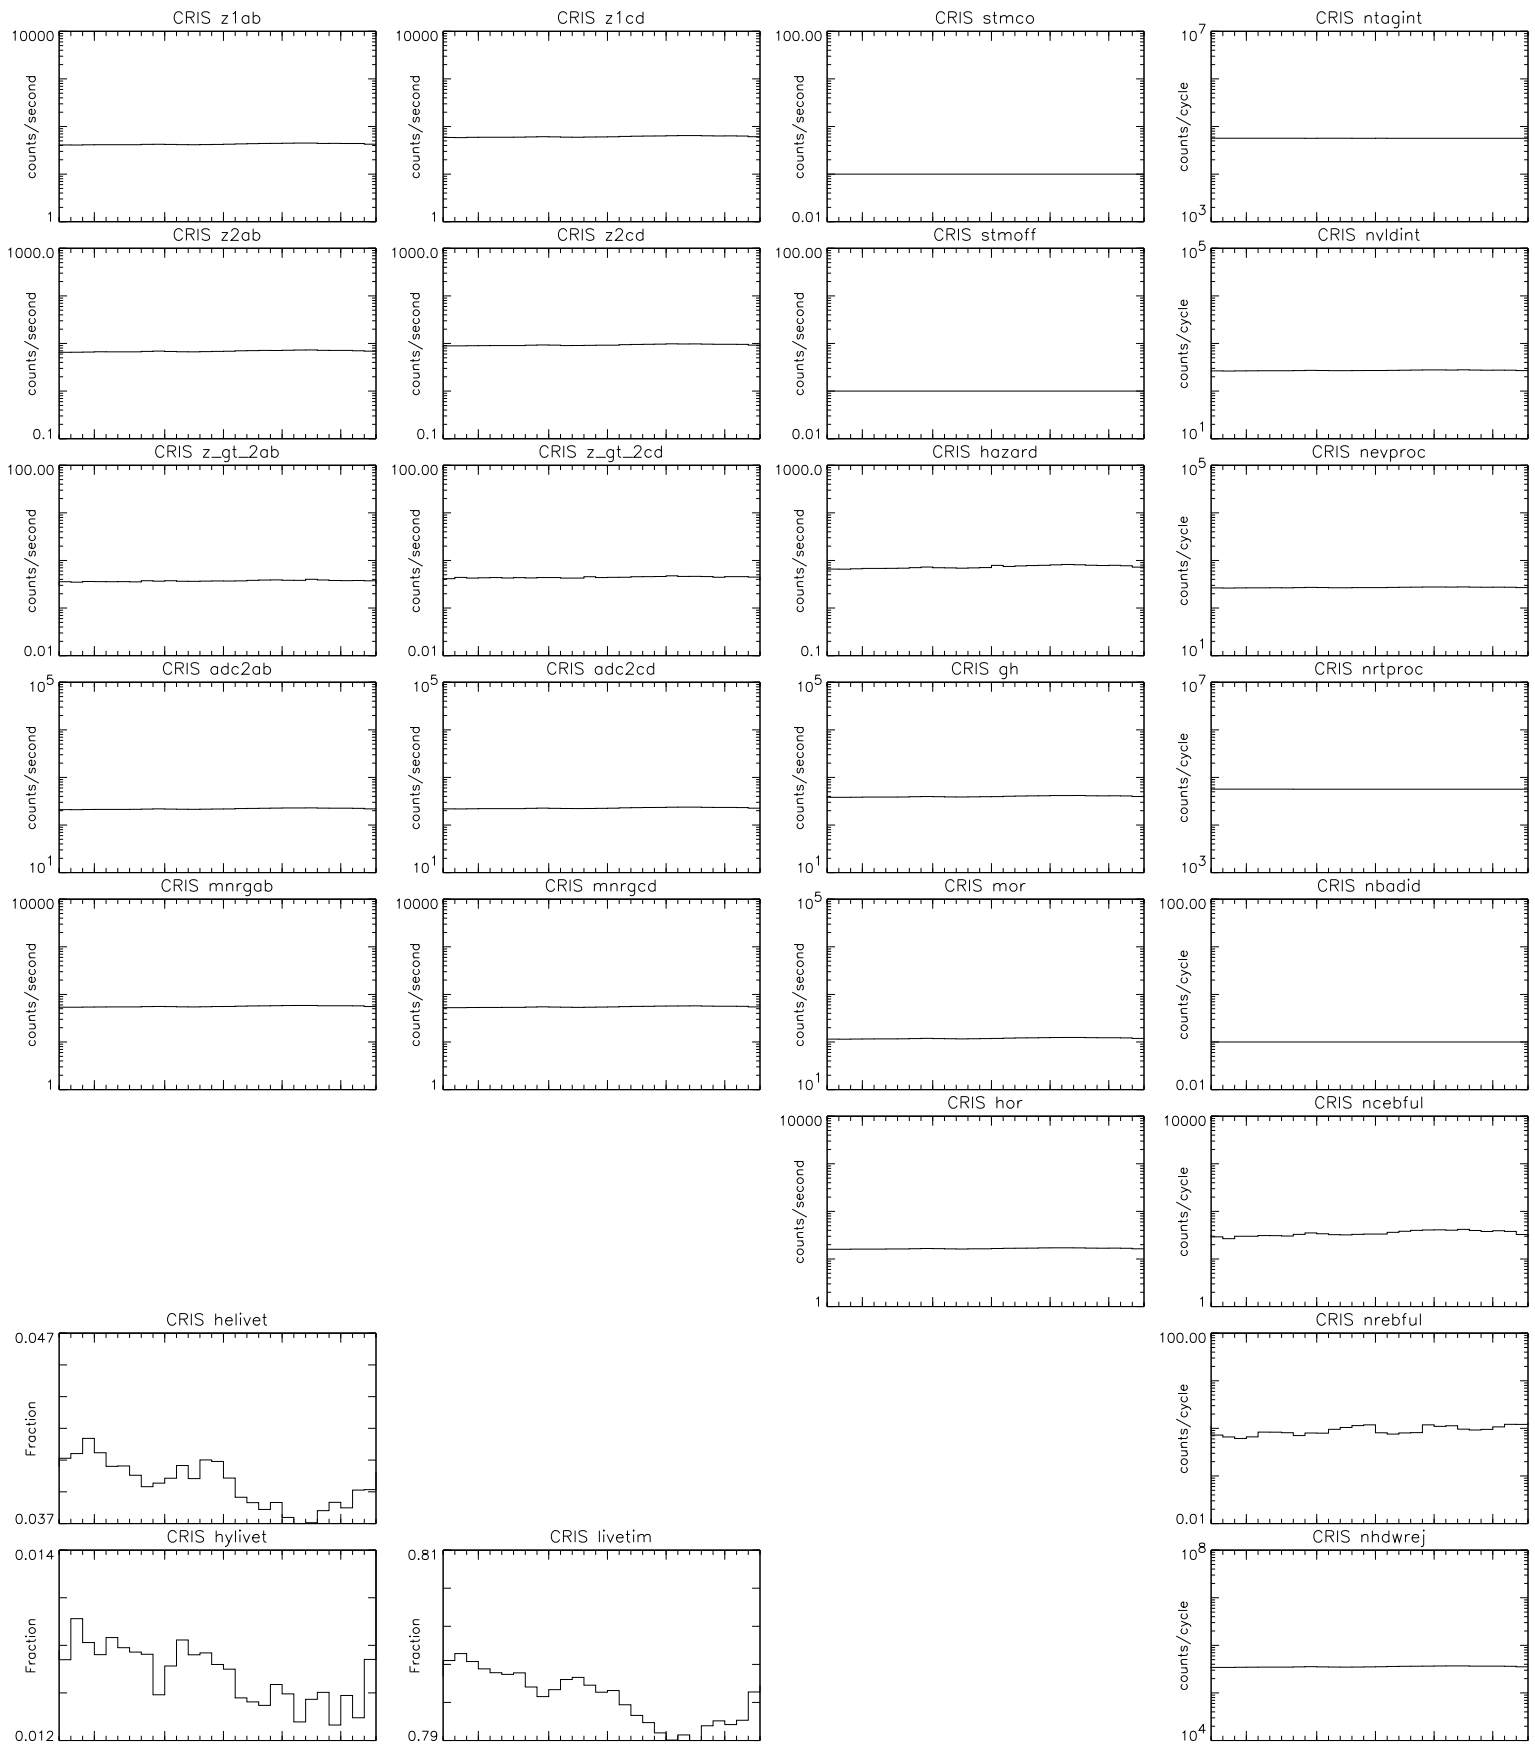 CRIS z1ab
10000
counts/second
1
CRIS z1cd
10000
counts/second
1
CRIS stmco
100.00
counts/second
0.01
CRIS ntagint
10^7
counts/cycle
10^3
CRIS z2ab
1000.0
counts/second
0.1
CRIS z2cd
1000.0
counts/second
0.1
CRIS stmoff
100.00
counts/second
0.01
CRIS nvldint
10^5
counts/cycle
10^1
CRIS z_gt_2ab
100.00
counts/second
0.01
CRIS z_gt_2cd
100.00
counts/second
0.01
CRIS hazard
1000.0
counts/second
0.1
CRIS nevproc
10^5
counts/cycle
10^1
CRIS adc2ab
10^5
counts/second
10^1
CRIS adc2cd
10^5
counts/second
10^1
CRIS gh
10^5
counts/second
10^1
CRIS nrtproc
10^7
counts/cycle
10^3
CRIS mnrgab
10000
counts/second
1
CRIS mnrgcd
10000
counts/second
1
CRIS mor
10^5
counts/second
10^1
CRIS nbadid
100.00
counts/cycle
0.01
CRIS hor
10000
counts/second
1
CRIS ncebful
10000
counts/cycle
1
CRIS helivet
0.047
Fraction
0.037
CRIS nrebful
100.00
counts/cycle
0.01
CRIS hylivet
0.014
Fraction
0.012
CRIS livetim
0.81
Fraction
0.79
CRIS nhdwrej
10^8
counts/cycle
10^4